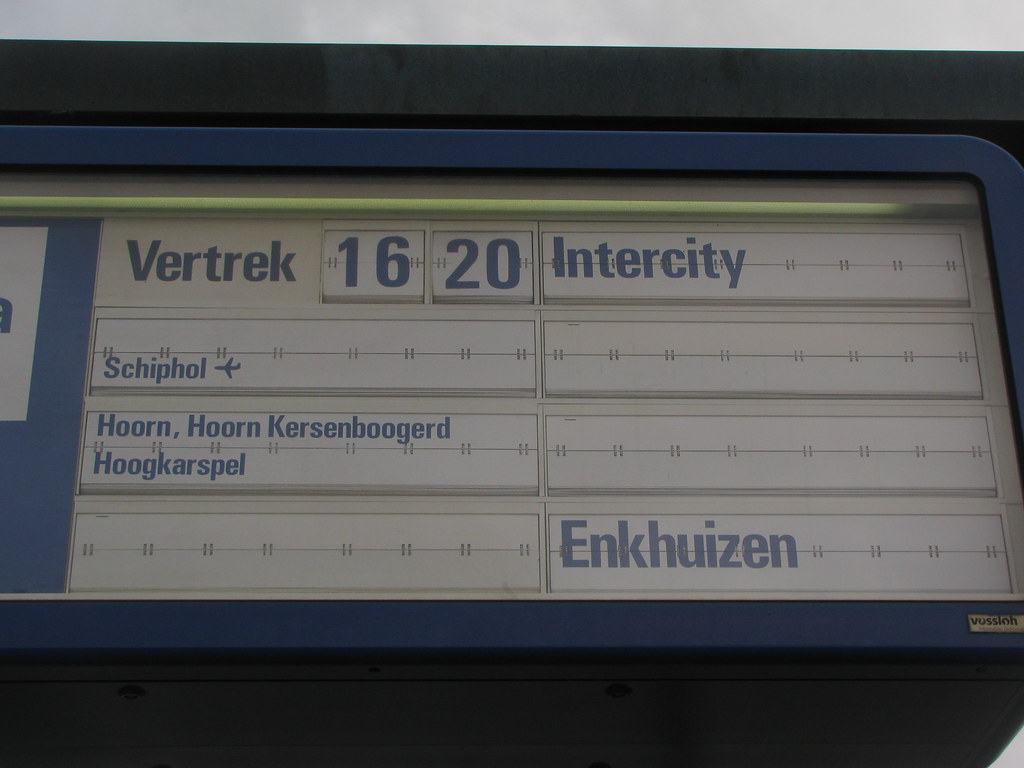 Vertrek 16 20 Intercity
Schiphol
Hoorn, Hoorn Kersenboogerd
Hoogkarspel
Enkhuizen
vossloh